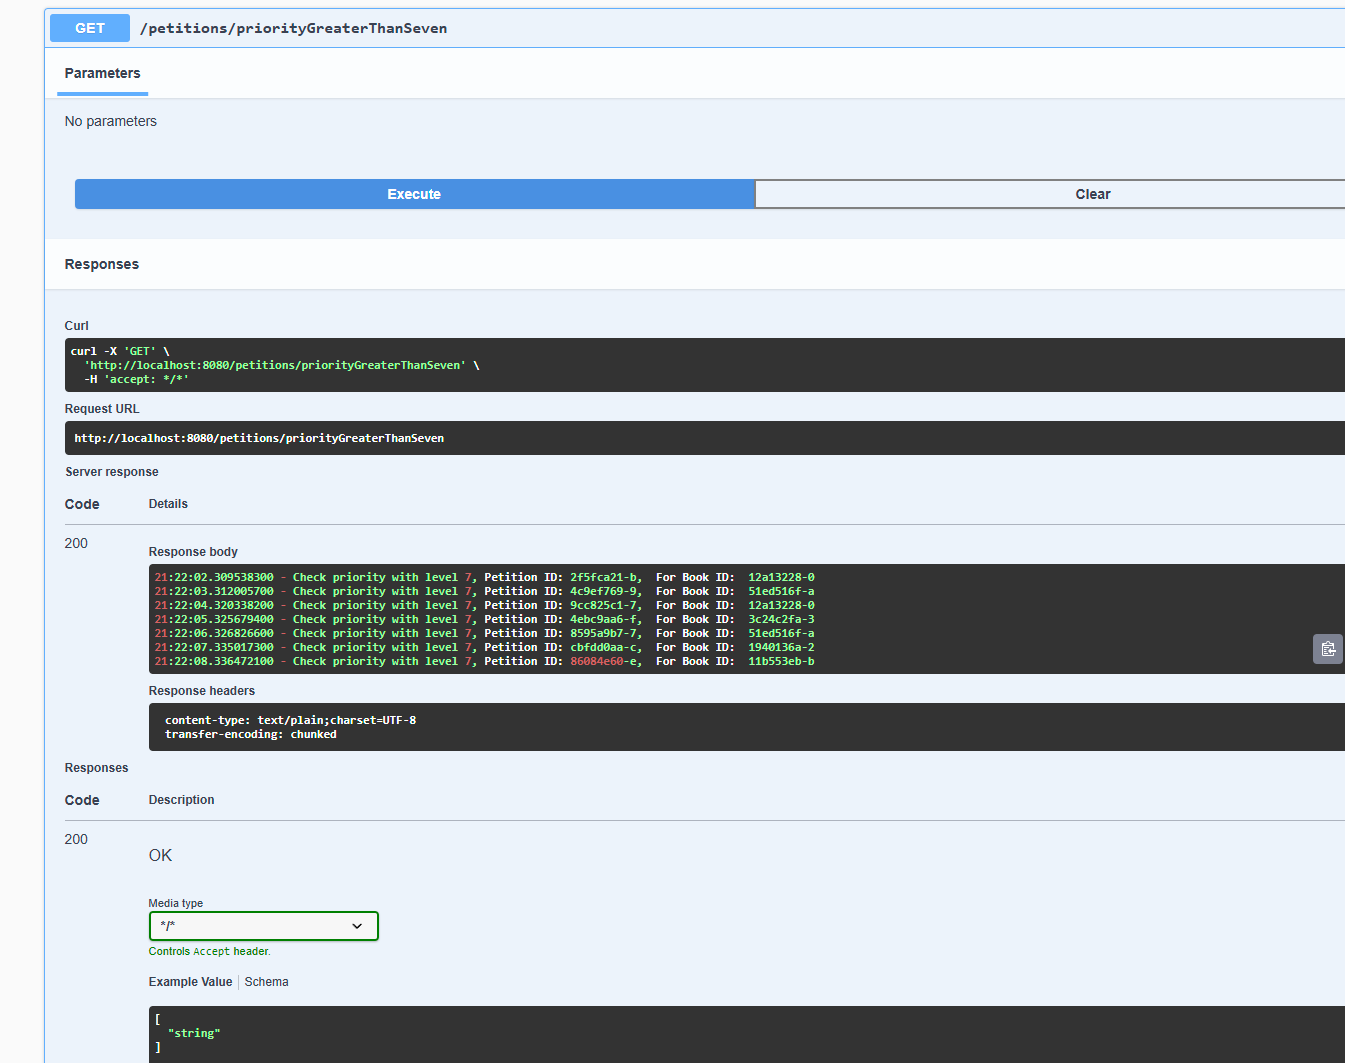 GET /petitions/priorityGreaterThanSeven
Parameters
No parameters
Execute
Clear
Responses
Curl
curl -X 'GET' \
'http://localhost:8080/petitions/priorityGreaterThanSeven' \
-H 'accept: */*'
Request URL
http://localhost:8080/petitions/priorityGreaterThanSeven
Server response
Code Details
200
Response body
21:22:02.309538300 - Check priority with level 7, Petition ID: 2f5fca21-b,  For Book ID:  12a13228-0
21:22:03.312005700 - Check priority with level 7, Petition ID: 4c9ef769-9,  For Book ID:  51ed516f-a
21:22:04.320338200 - Check priority with level 7, Petition ID: 9cc825c1-7,  For Book ID:  12a13228-0
21:22:05.325679400 - Check priority with level 7, Petition ID: 4ebc9aa6-f,  For Book ID:  3c24c2fa-3
21:22:06.326826600 - Check priority with level 7, Petition ID: 8595a9b7-7,  For Book ID:  51ed516f-a
21:22:07.335017300 - Check priority with level 7, Petition ID: cbfdd0aa-c,  For Book ID:  1940136a-2
21:22:08.336472100 - Check priority with level 7, Petition ID: 86084e60-e,  For Book ID:  11b553eb-b
Response headers
content-type: text/plain;charset=UTF-8
transfer-encoding: chunked
Responses
Code Description
200
OK
Media type
*/*
Controls Accept header.
Example Value Schema
[
"string"
]